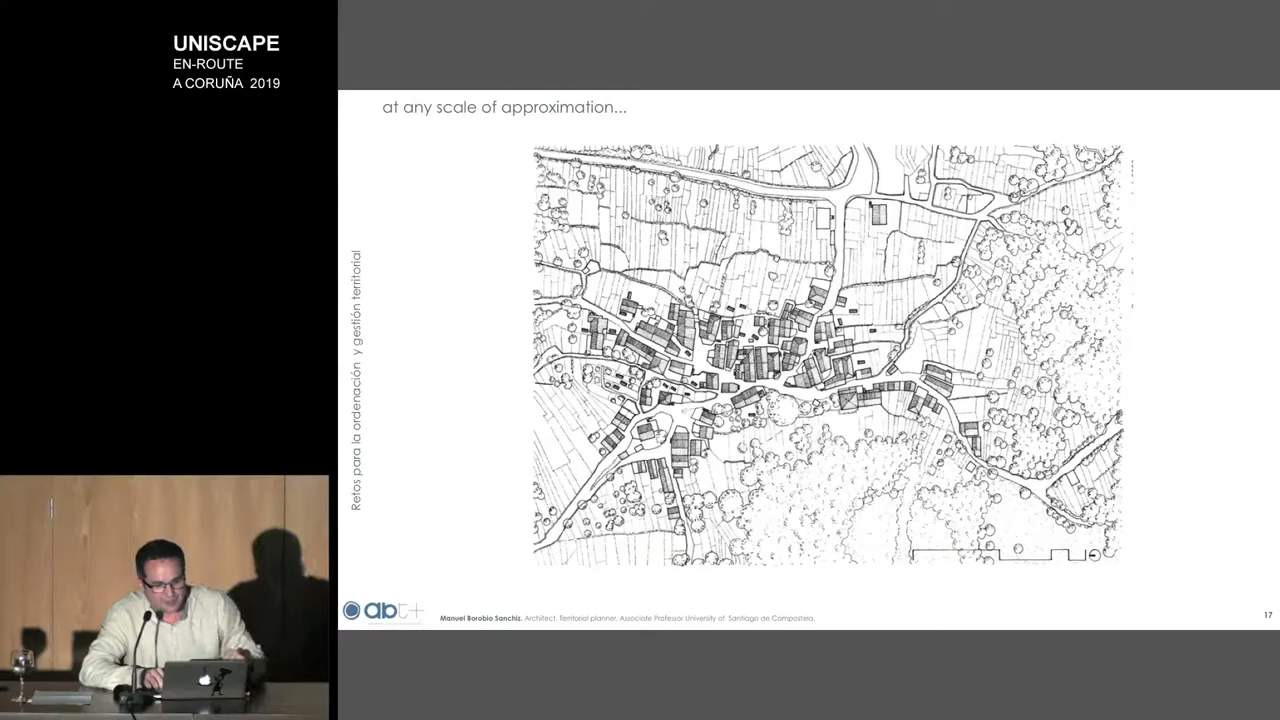 UNISCAPE
EN-ROUTE
A CORUÑA 2019
at any scale of approximation...
Retos para la ordenación y gestión territorial
abt+
Manuel Borobio Sanchiz. Architect. Territorial planner. Associate Professor University of Santiago de Compostela.
17